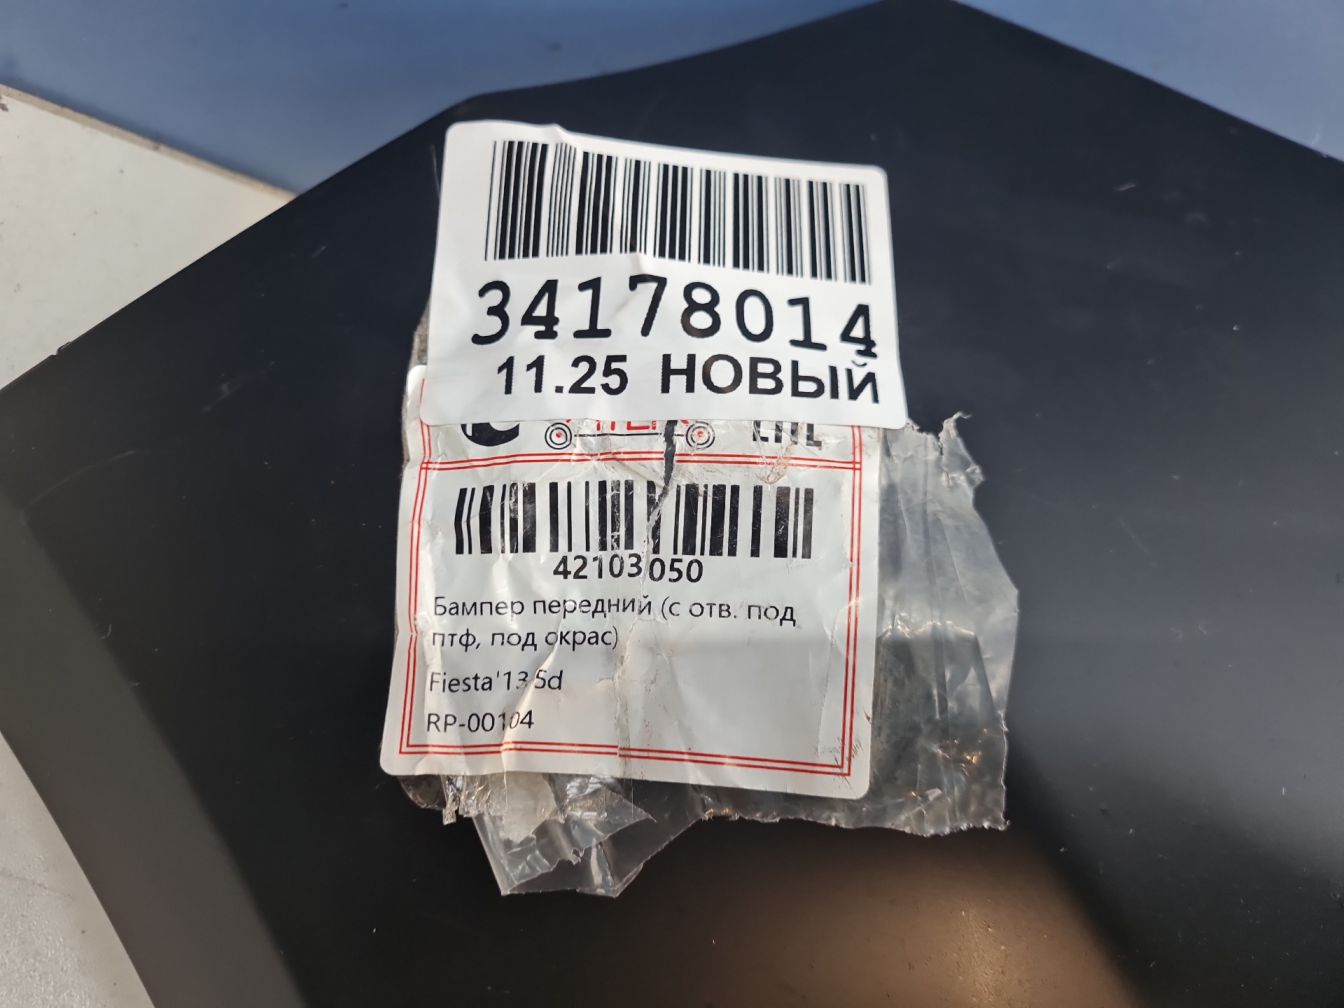 34178014
11.25 НОВЫЙ
42103050
Бампер передний (с отв. под
птф, под окрас)
Fiesta'13 5d
RP-00104